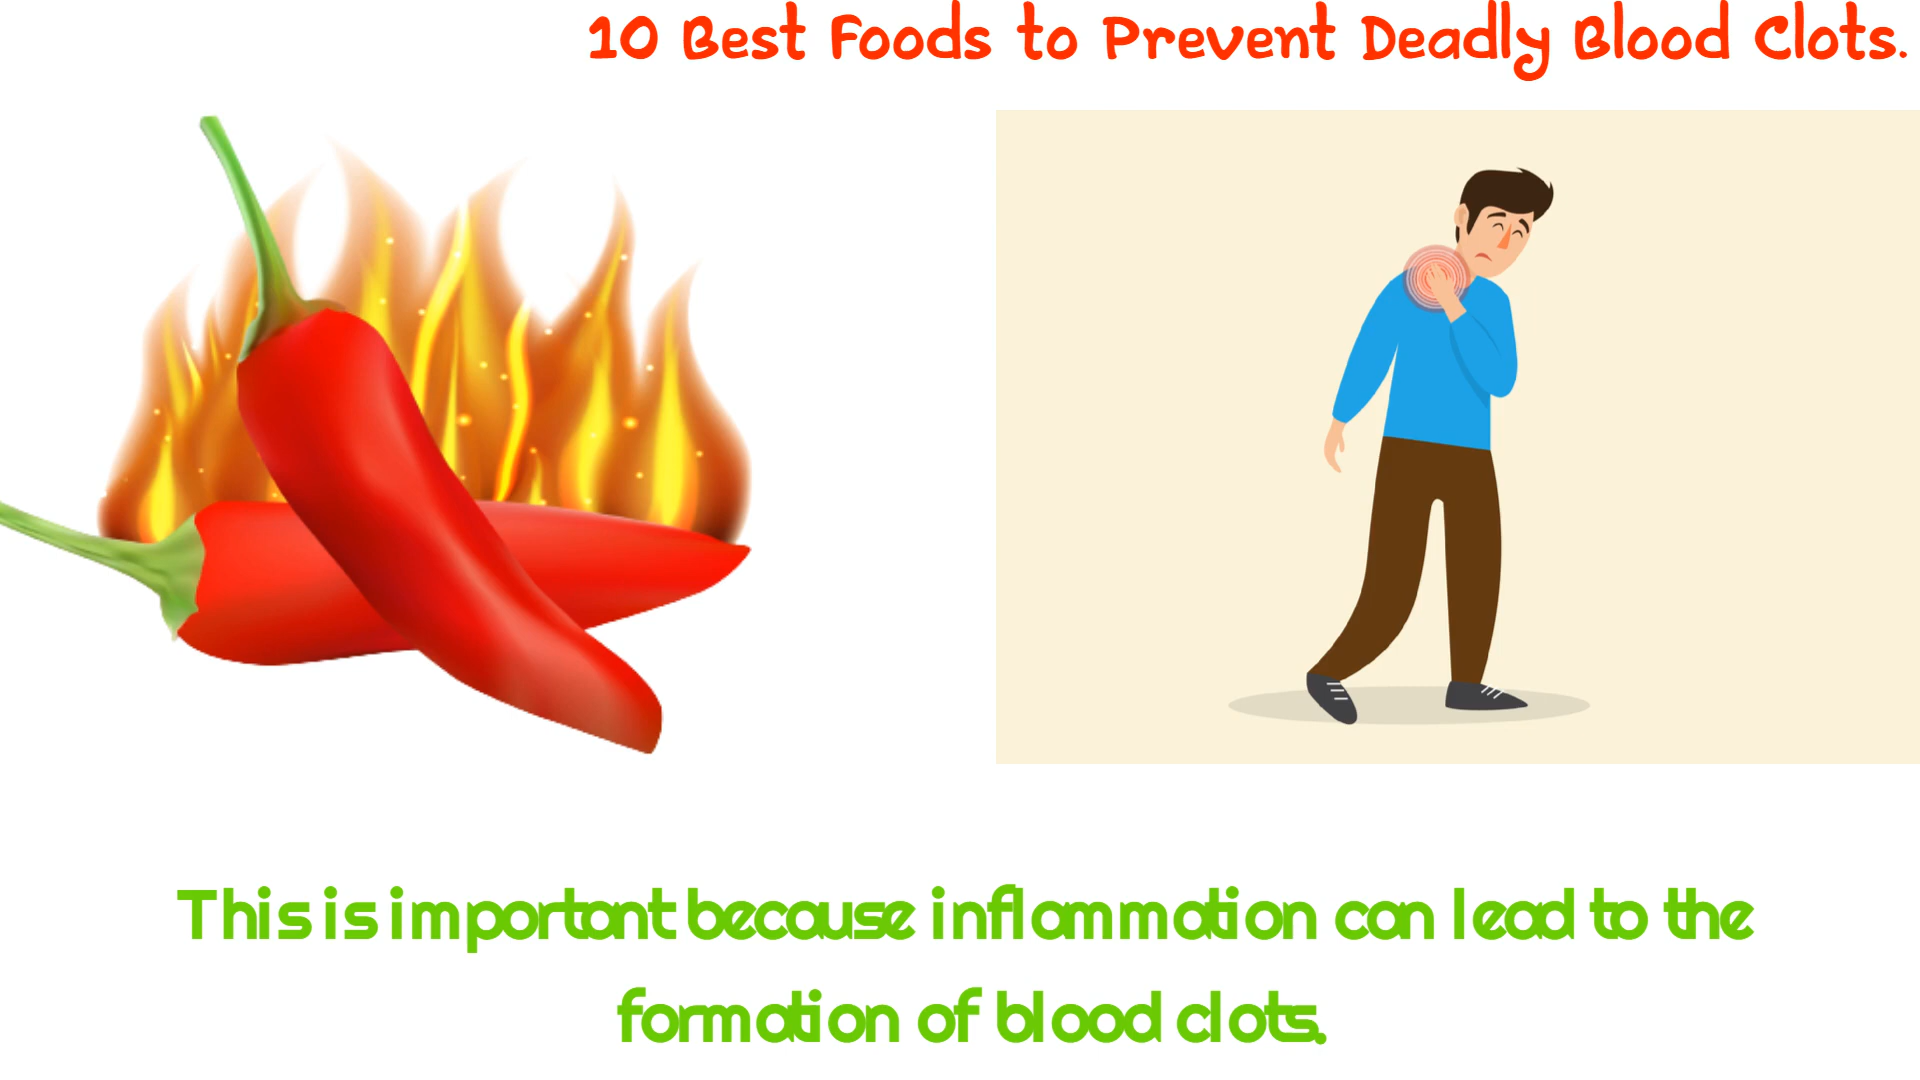 10 Best Foods to Prevent Deadly Blood Clots.
This is important because inflammation can lead to the
formation of blood clots.